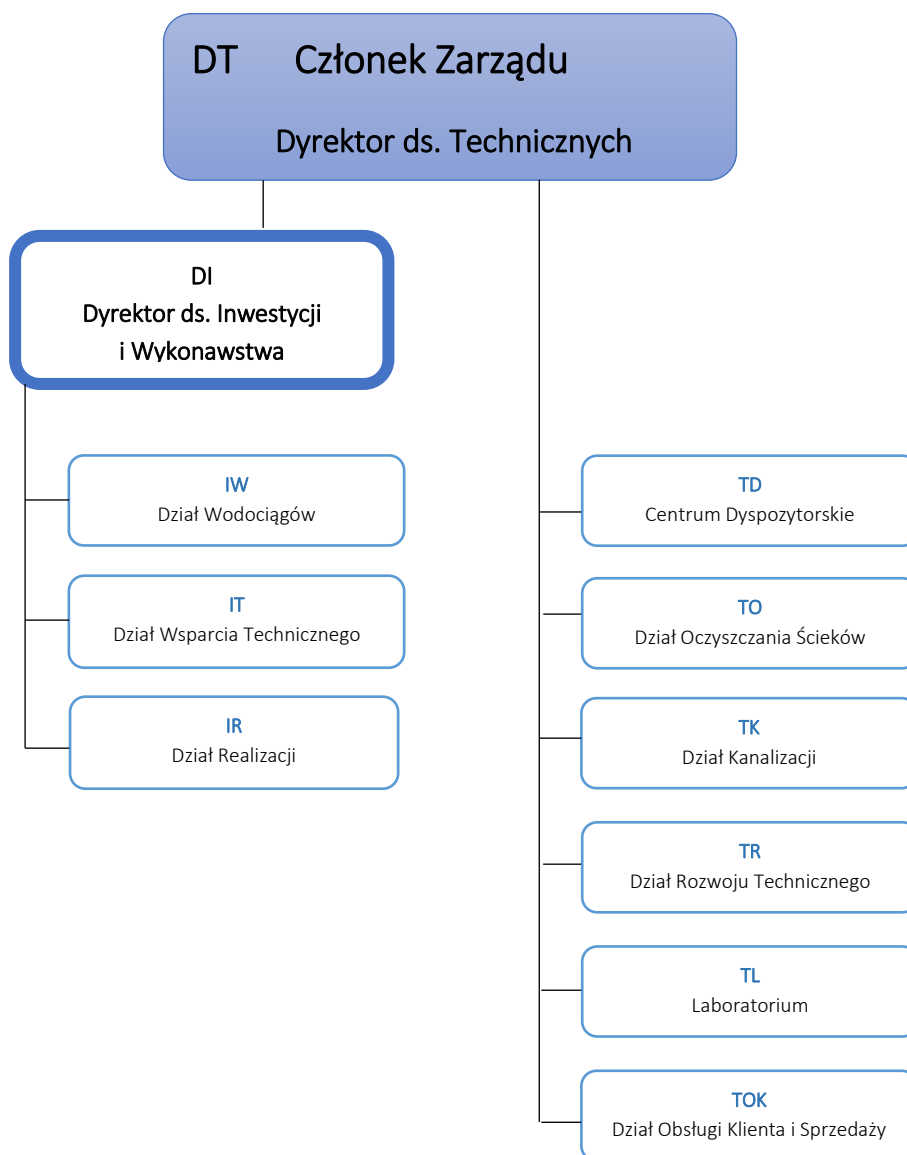 DT Członek Zarządu
Dyrektor ds. Technicznych
DI
Dyrektor ds. Inwestycji
i Wykonawstwa
IW
Dział Wodociągów
IT
Dział Wsparcia Technicznego
IR
Dział Realizacji
TD
Centrum Dyspozytorskie
TO
Dział Oczyszczania Ścieków
TK
Dział Kanalizacji
TR
Dział Rozwoju Technicznego
TL
Laboratorium
TOK
Dział Obsługi Klienta i Sprzedaży